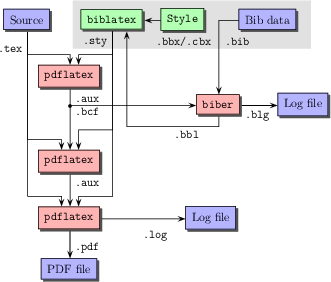 Source
biblatex
Style
Bib data
.tex
.sty
.bbx/.cbx
.bib
pdflatex
.aux
.bcf
biber
Log file
.blg
.bbl
pdflatex
.aux
pdflatex
Log file
.log
.pdf
PDF file